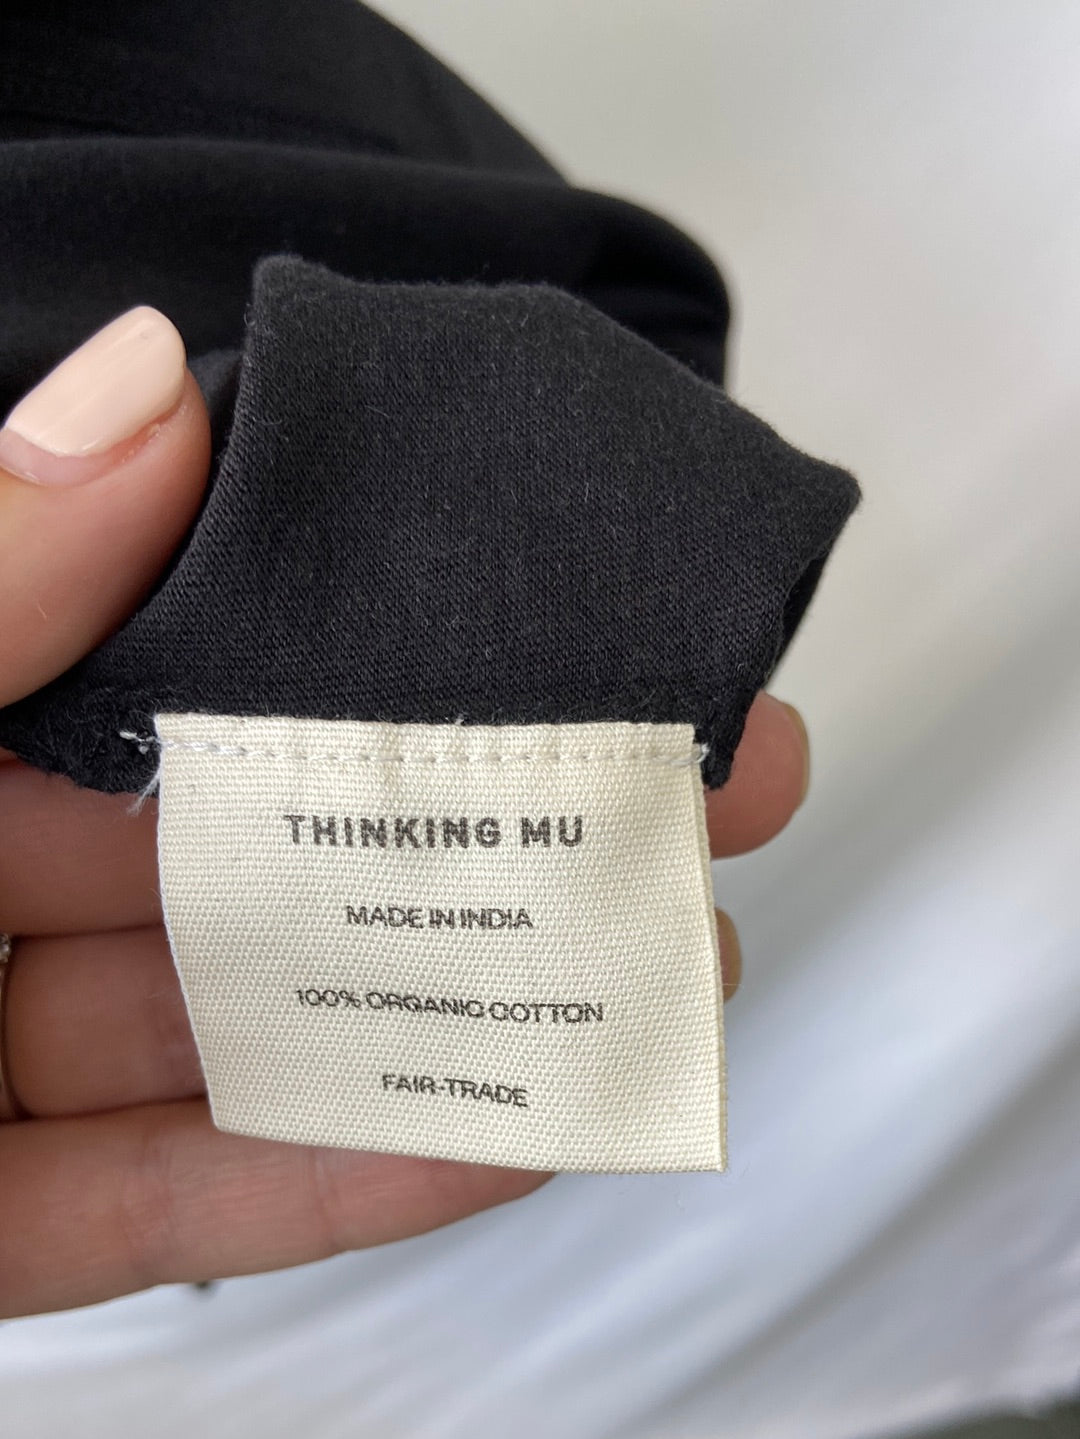 THINKING MU
MADE IN INDIA
100% ORGANIC COTTON
FAIR-TRADE